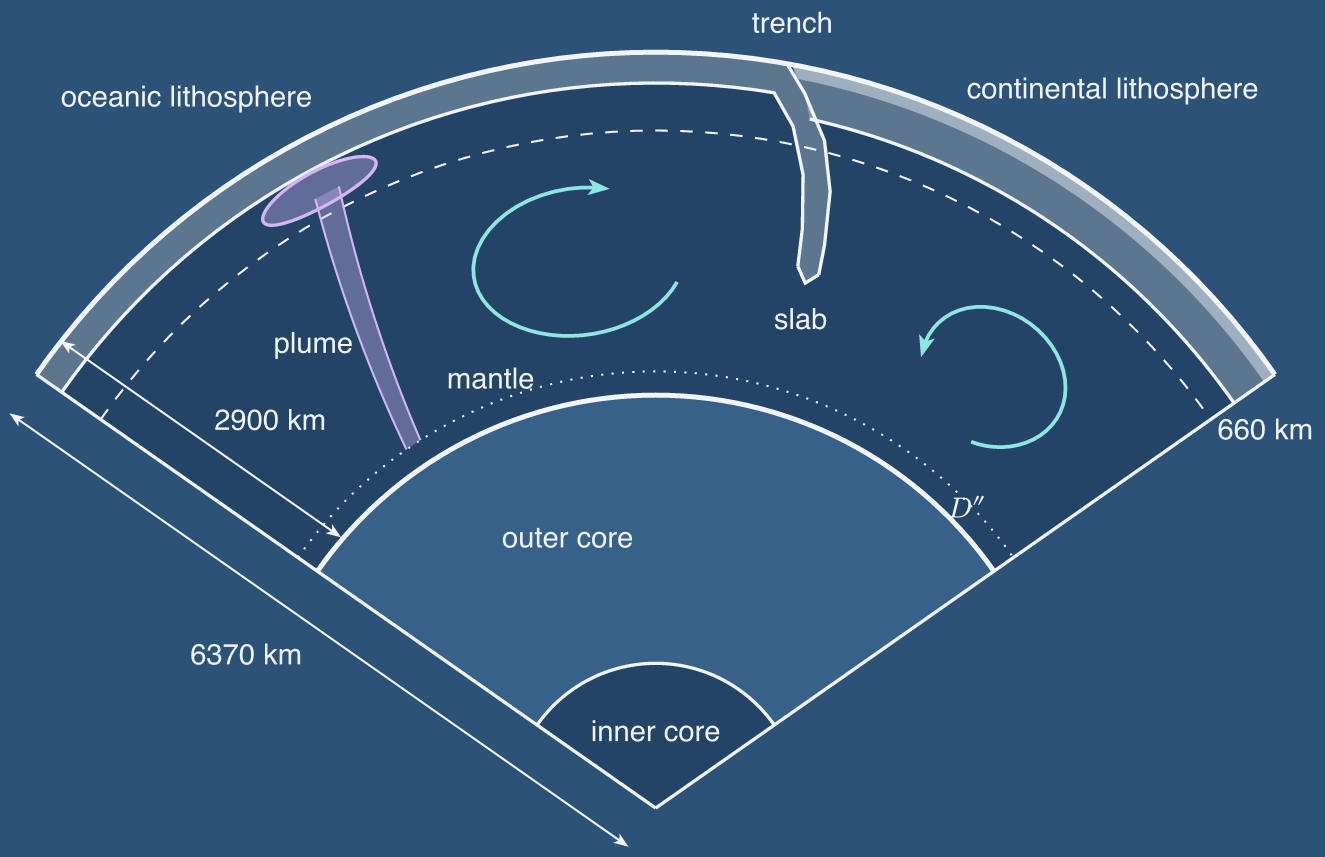 trench
oceanic lithosphere
continental lithosphere
slab
plume
mantle
2900 km
660 km
D″
outer core
6370 km
inner core